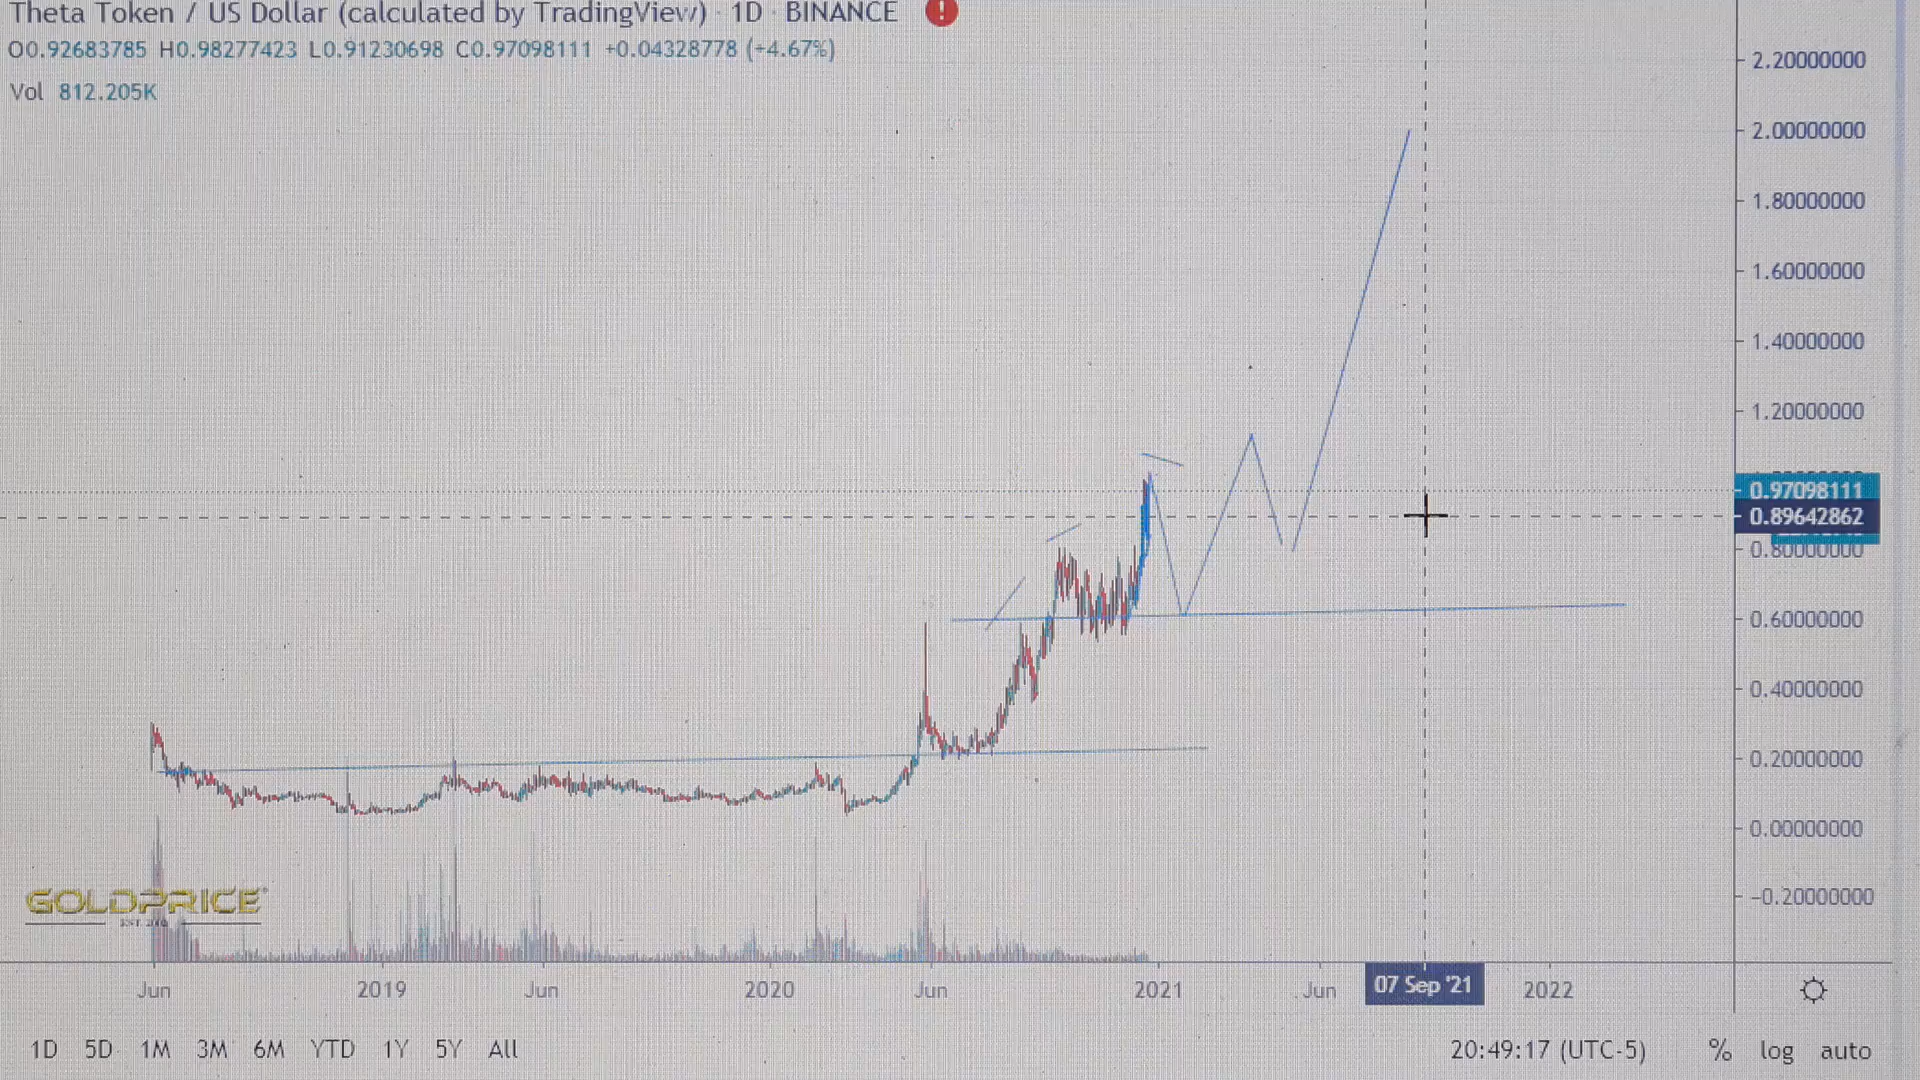 Theta Token / US Dollar (calculated by TradingView) · 1D · BINANCE
O0.92683785 H0.98277423 L0.91230698 C0.97098111 +0.04328778 (+4.67%)
Vol 812.205K
2.20000000
2.00000000
1.80000000
1.60000000
1.40000000
1.20000000
0.97098111
0.89642862
0.80000000
0.60000000
0.40000000
0.20000000
0.00000000
-0.20000000
GOLDPRICE
Jun 2019 Jun 2020 Jun 2021 Jun 07 Sep '21 2022
1D 5D 1M 3M 6M YTD 1Y 5Y All 20:49:17 (UTC-5) % log auto